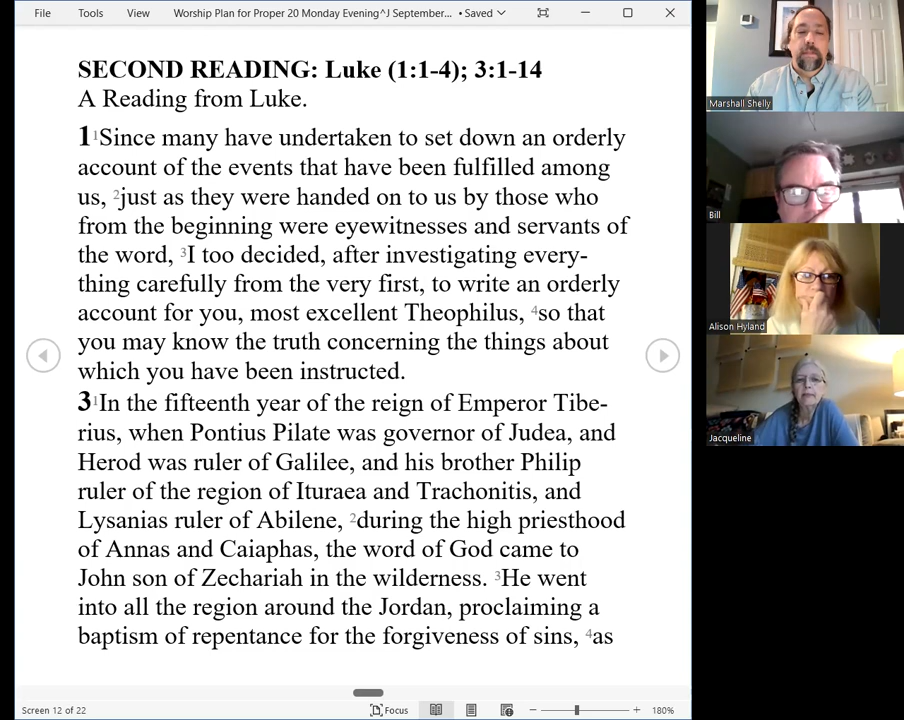 File Tools View Worship Plan for Proper 20 Monday Evening^J September... • Saved
SECOND READING: Luke (1:1-4); 3:1-14
A Reading from Luke.
1 1Since many have undertaken to set down an orderly
account of the events that have been fulfilled among
us, 2just as they were handed on to us by those who
from the beginning were eyewitnesses and servants of
the word, 3I too decided, after investigating every-
thing carefully from the very first, to write an orderly
account for you, most excellent Theophilus, 4so that
you may know the truth concerning the things about
which you have been instructed.
3 1In the fifteenth year of the reign of Emperor Tibe-
rius, when Pontius Pilate was governor of Judea, and
Herod was ruler of Galilee, and his brother Philip
ruler of the region of Ituraea and Trachonitis, and
Lysanias ruler of Abilene, 2during the high priesthood
of Annas and Caiaphas, the word of God came to
John son of Zechariah in the wilderness. 3He went
into all the region around the Jordan, proclaiming a
baptism of repentance for the forgiveness of sins, 4as
Screen 12 of 22 Focus 180%
Marshall Shelly
Bill
Alison Hyland
Jacqueline